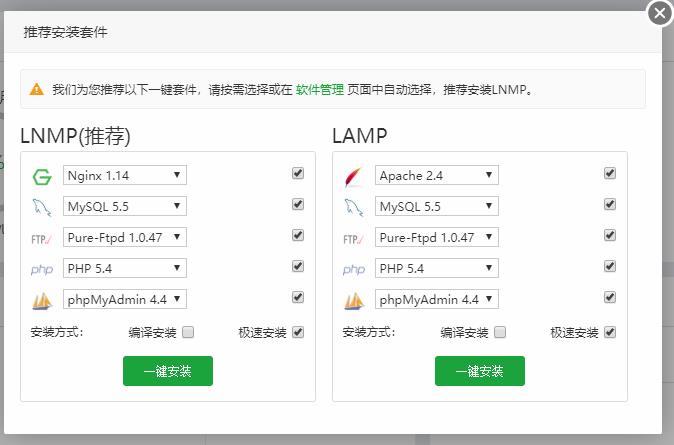 推荐安装套件
我们为您推荐以下一键套件，请按需选择或在 软件管理 页面中自动选择，推荐安装LNMP。
LNMP(推荐)
Nginx 1.14
MySQL 5.5
FTP Pure-Ftpd 1.0.47
php PHP 5.4
phpMyAdmin 4.4
安装方式： 编译安装 极速安装
一键安装
LAMP
Apache 2.4
MySQL 5.5
FTP Pure-Ftpd 1.0.47
php PHP 5.4
phpMyAdmin 4.4
安装方式： 编译安装 极速安装
一键安装